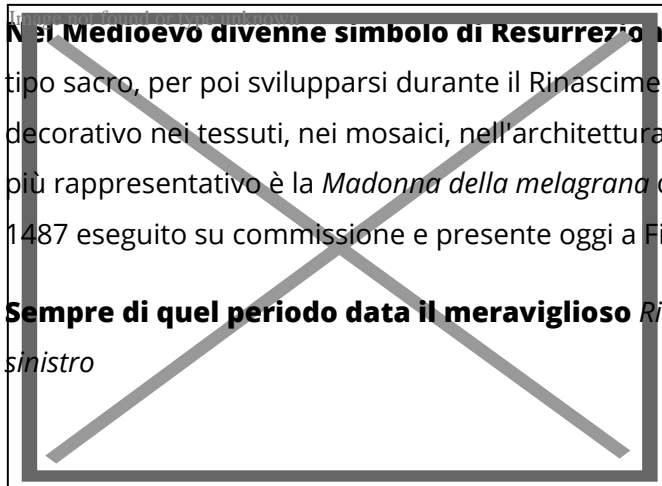 Image not found or type unknown
Nel Medioevo divenne simbolo di Resurrezion
tipo sacro, per poi svilupparsi durante il Rinascime
decorativo nei tessuti, nei mosaici, nell'architettura
più rappresentativo è la Madonna della melagrana
1487 eseguito su commissione e presente oggi a Fi
Sempre di quel periodo data il meraviglioso Ri
sinistro